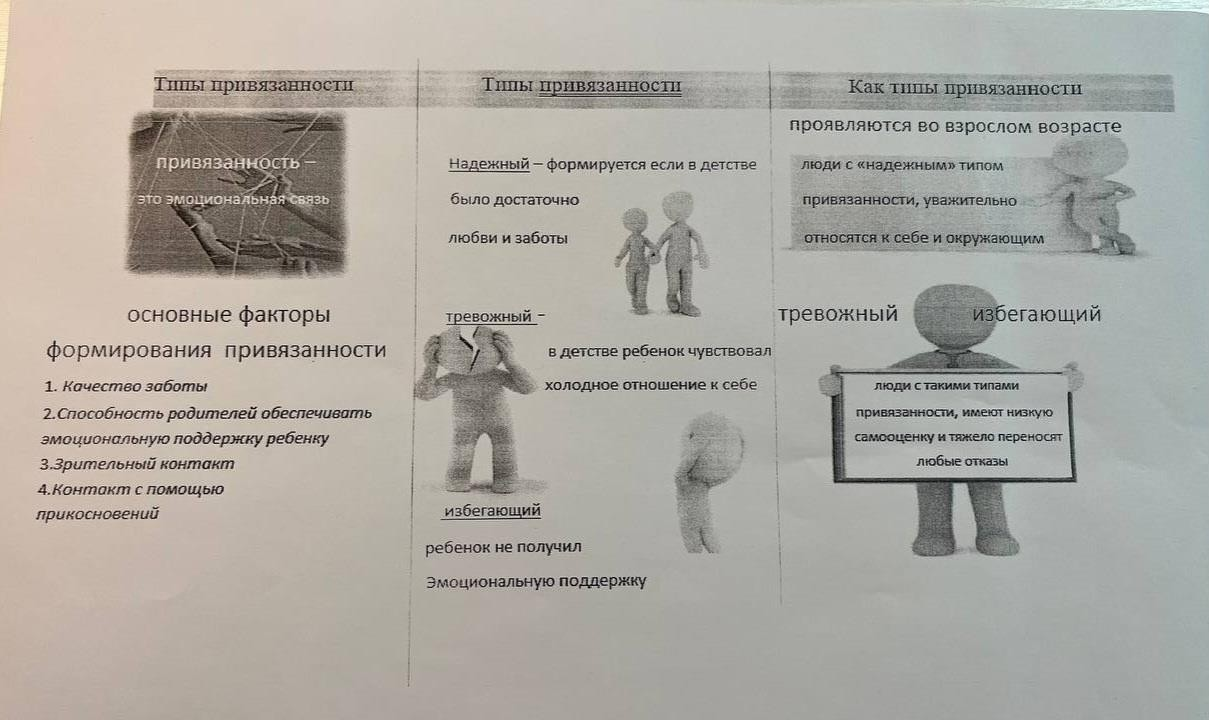 Типы привязанности
привязанность –
это эмоциональная связь
основные факторы
формирования привязанности
1. Качество заботы
2.Способность родителей обеспечивать
эмоциональную поддержку ребенку
3.Зрительный контакт
4.Контакт с помощью
прикосновений
Типы привязанности
Надежный – формируется если в детстве
было достаточно
любви и заботы
тревожный –
в детстве ребенок чувствовал
холодное отношение к себе
избегающий
ребенок не получил
Эмоциональную поддержку
Как типы привязанности
проявляются во взрослом возрасте
люди с «надежным» типом
привязанности, уважительно
относятся к себе и окружающим
тревожный избегающий
люди с такими типами
привязанности, имеют низкую
самооценку и тяжело переносят
любые отказы